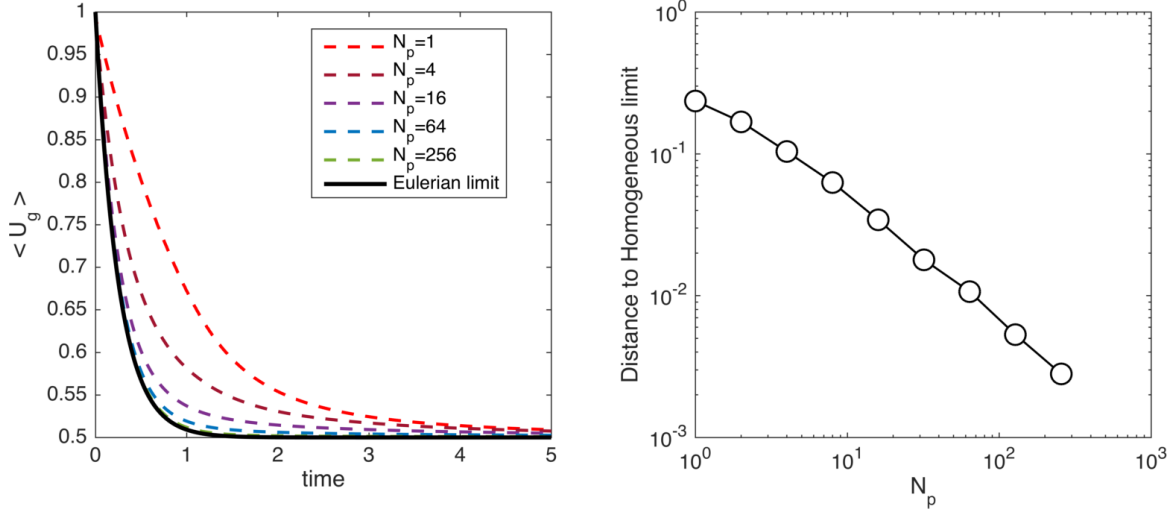 1
0.95
0.9
0.85
0.8
0.75
0.7
0.65
0.6
0.55
0.5
< U_g >
0 1 2 3 4 5
time
N_p=1
N_p=4
N_p=16
N_p=64
N_p=256
Eulerian limit
10^0
10^-1
10^-2
10^-3
Distance to Homogeneous limit
10^0 10^1 10^2 10^3
N_p